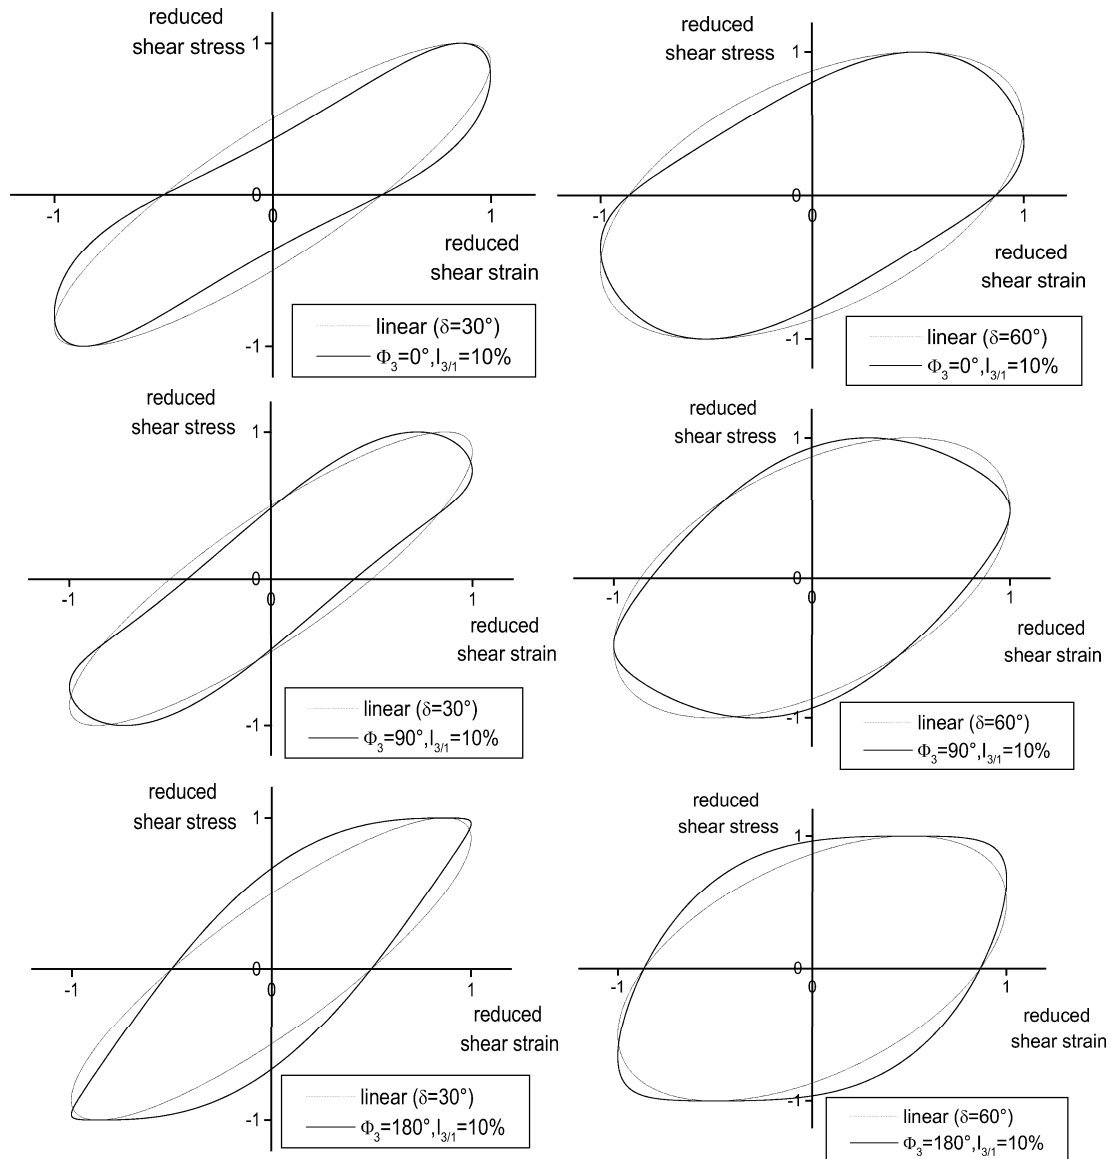 reduced
shear stress
1
0
-1
0
1
reduced
shear strain
-1
linear (δ=30°)
Φ3=0°,I3/1=10%
reduced
shear stress
1
0
-1
0
1
reduced
shear strain
-1
linear (δ=60°)
Φ3=0°,I3/1=10%
reduced
shear stress
1
0
-1
0
1
reduced
shear strain
-1
linear (δ=30°)
Φ3=90°,I3/1=10%
reduced
shear stress
1
0
-1
0
1
reduced
shear strain
-1
linear (δ=60°)
Φ3=90°,I3/1=10%
reduced
shear stress
1
0
-1
0
1
reduced
shear strain
-1
linear (δ=30°)
Φ3=180°,I3/1=10%
reduced
shear stress
1
0
-1
0
1
reduced
shear strain
-1
linear (δ=60°)
Φ3=180°,I3/1=10%